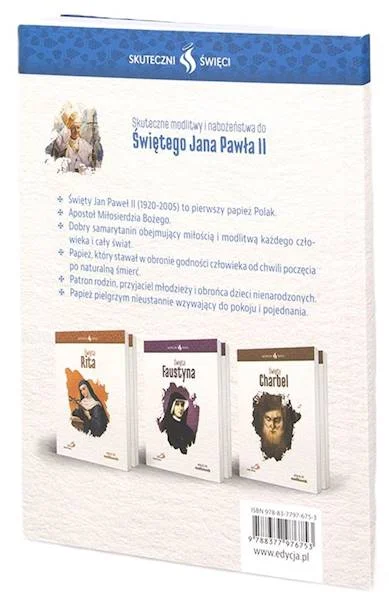 SKUTECZNI ŚWIĘCI
Skuteczne modlitwy i nabożeństwa do
Świętego Jana Pawła II
Święty Jan Paweł II (1920-2005) to pierwszy papież Polak.
Apostoł Miłosierdzia Bożego.
Dobry samarytanin obejmujący miłością i modlitwą każdego czło-
wieka i cały świat.
Papież, który stawał w obronie godności człowieka od chwili poczęcia
po naturalną śmierć.
Patron rodzin, przyjaciel młodzieży i obrońca dzieci nienarodzonych.
Papież pielgrzym nieustannie wzywający do pokoju i pojednania.
Święta
Rita
Święta
Faustyna
Święty
Charbel
ISBN 978-83-7797-675-3
9 788377 976753
www.edycja.pl